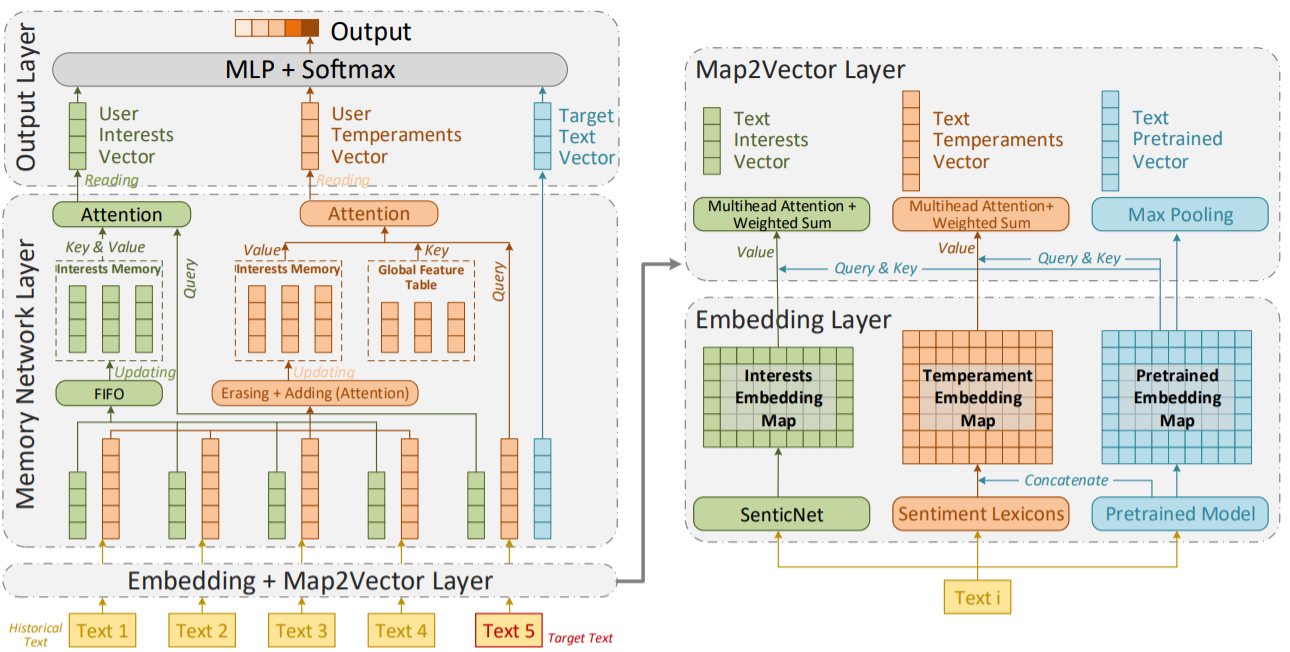 Output Layer
Output
MLP + Softmax
User
Interests
Vector
User
Temperaments
Vector
Target
Text
Vector
Reading
Reading
Memory Network Layer
Attention
Attention
Key & Value
Query
Value
Key
Query
Interests Memory
Interests Memory
Global Feature
Table
Updating
Updating
FIFO
Erasing + Adding (Attention)
Embedding + Map2Vector Layer
Historical
Text
Text 1
Text 2
Text 3
Text 4
Text 5
Target Text
Map2Vector Layer
Text
Interests
Vector
Text
Temperaments
Vector
Text
Pretrained
Vector
Multihead Attention +
Weighted Sum
Multihead Attention+
Weighted Sum
Max Pooling
Value
Value
Query & Key
Query & Key
Embedding Layer
Interests
Embedding
Map
Temperament
Embedding
Map
Pretrained
Embedding
Map
Concatenate
SenticNet
Sentiment Lexicons
Pretrained Model
Text i